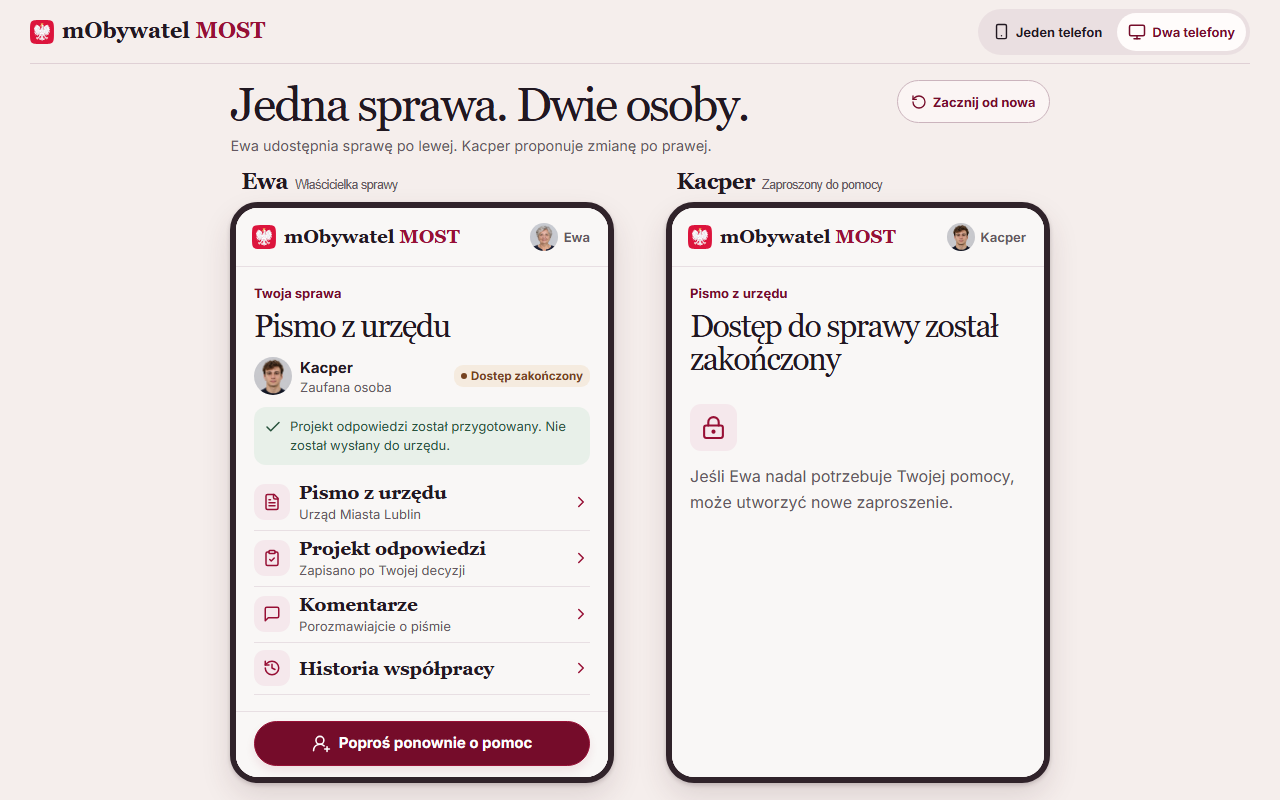 mObywatel MOST
Jeden telefon
Dwa telefony
Jedna sprawa. Dwie osoby.
Zacznij od nowa
Ewa udostępnia sprawę po lewej. Kacper proponuje zmianę po prawej.
Ewa Właścicielka sprawy
mObywatel MOST
Ewa
Twoja sprawa
Pismo z urzędu
Kacper
Zaufana osoba
Dostęp zakończony
Projekt odpowiedzi został przygotowany. Nie
został wysłany do urzędu.
Pismo z urzędu
Urząd Miasta Lublin
Projekt odpowiedzi
Zapisano po Twojej decyzji
Komentarze
Porozmawiajcie o piśmie
Historia współpracy
Poproś ponownie o pomoc
Kacper Zaproszony do pomocy
mObywatel MOST
Kacper
Pismo z urzędu
Dostęp do sprawy został
zakończony
Jeśli Ewa nadal potrzebuje Twojej pomocy,
może utworzyć nowe zaproszenie.